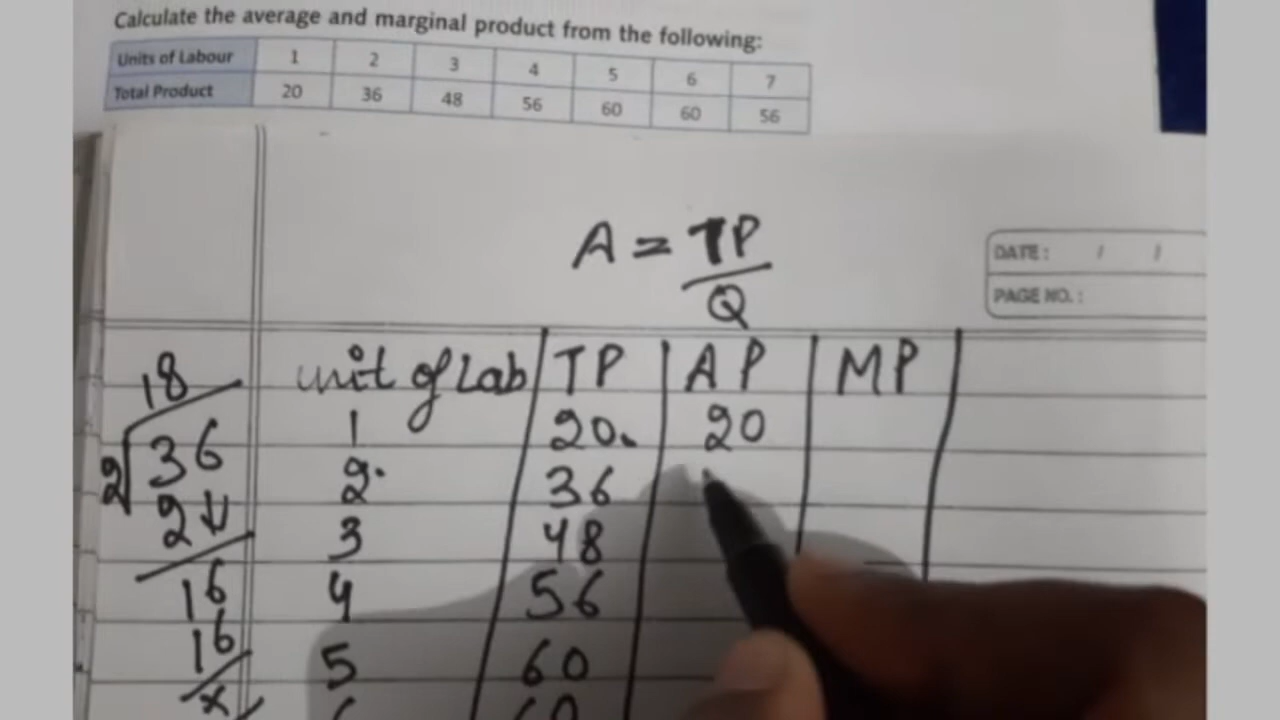 Calculate the average and marginal product from the following:
Units of Labour 1 2 3 4 5 6 7
Total Product 20 36 48 56 60 60 56
A = TP
Q
DATE: / /
PAGE NO.:
unit of Lab TP AP MP
1 20 20
2 36
3 48
4 56
5 60
18
2 36
2
16
16
x